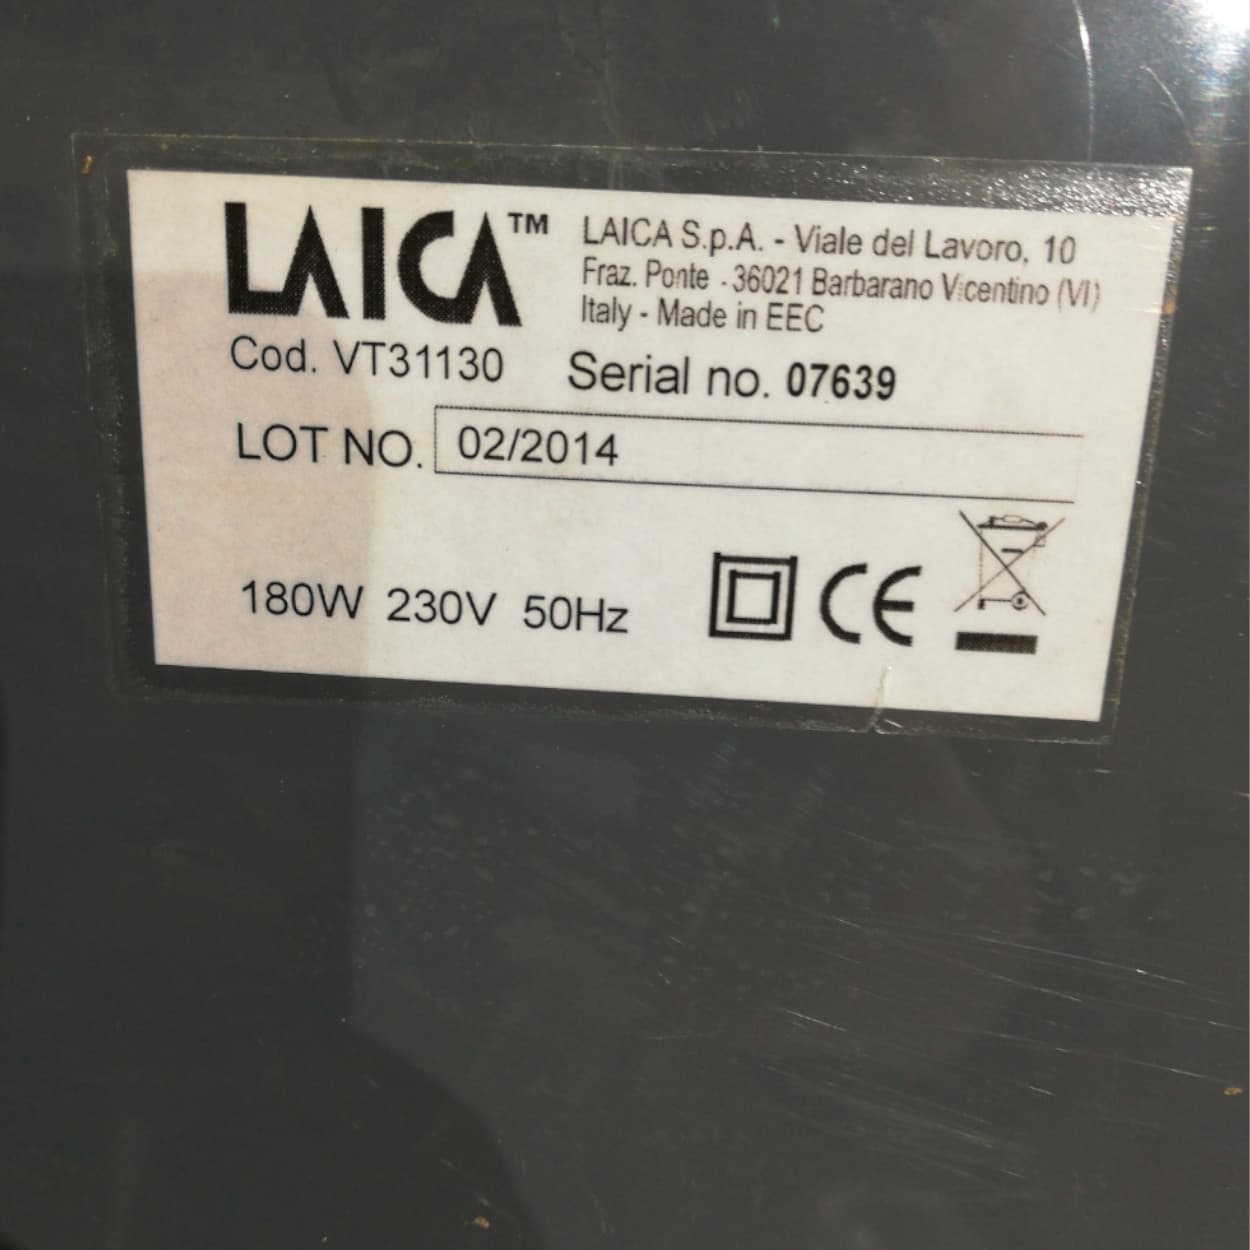 LAICA™
LAICA S.p.A. - Viale del Lavoro, 10
Fraz. Ponte - 36021 Barbarano Vicentino (VI)
Italy - Made in EEC
Cod. VT31130 Serial no. 07639
LOT NO. 02/2014
180W 230V 50Hz CE